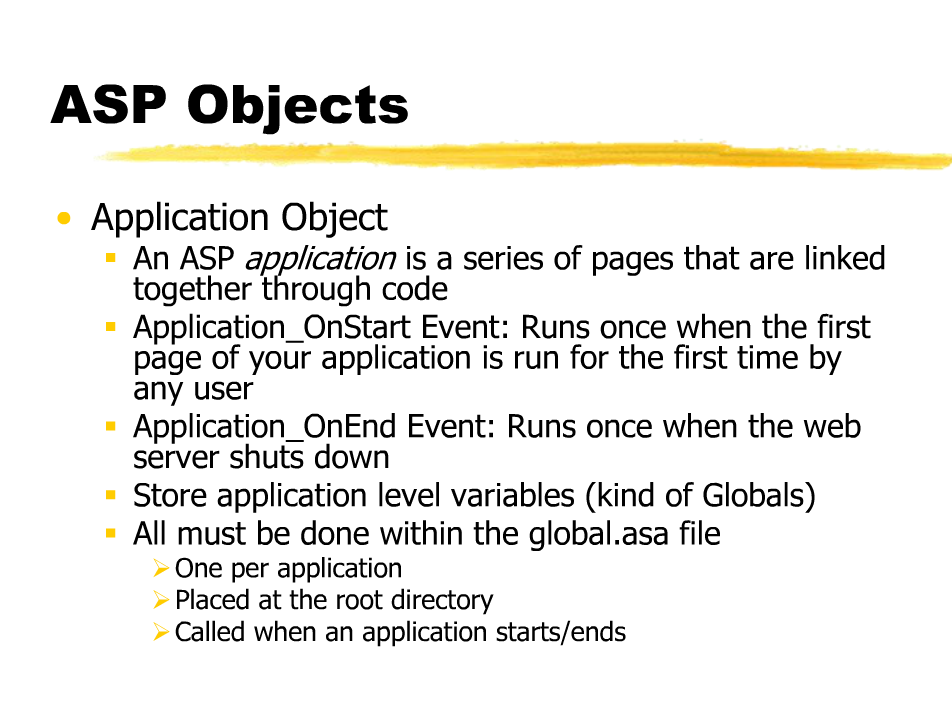 ASP Objects
• Application Object
▪ An ASP application is a series of pages that are linked
together through code
▪ Application_OnStart Event: Runs once when the first
page of your application is run for the first time by
any user
▪ Application_OnEnd Event: Runs once when the web
server shuts down
▪ Store application level variables (kind of Globals)
▪ All must be done within the global.asa file
➢ One per application
➢ Placed at the root directory
➢ Called when an application starts/ends